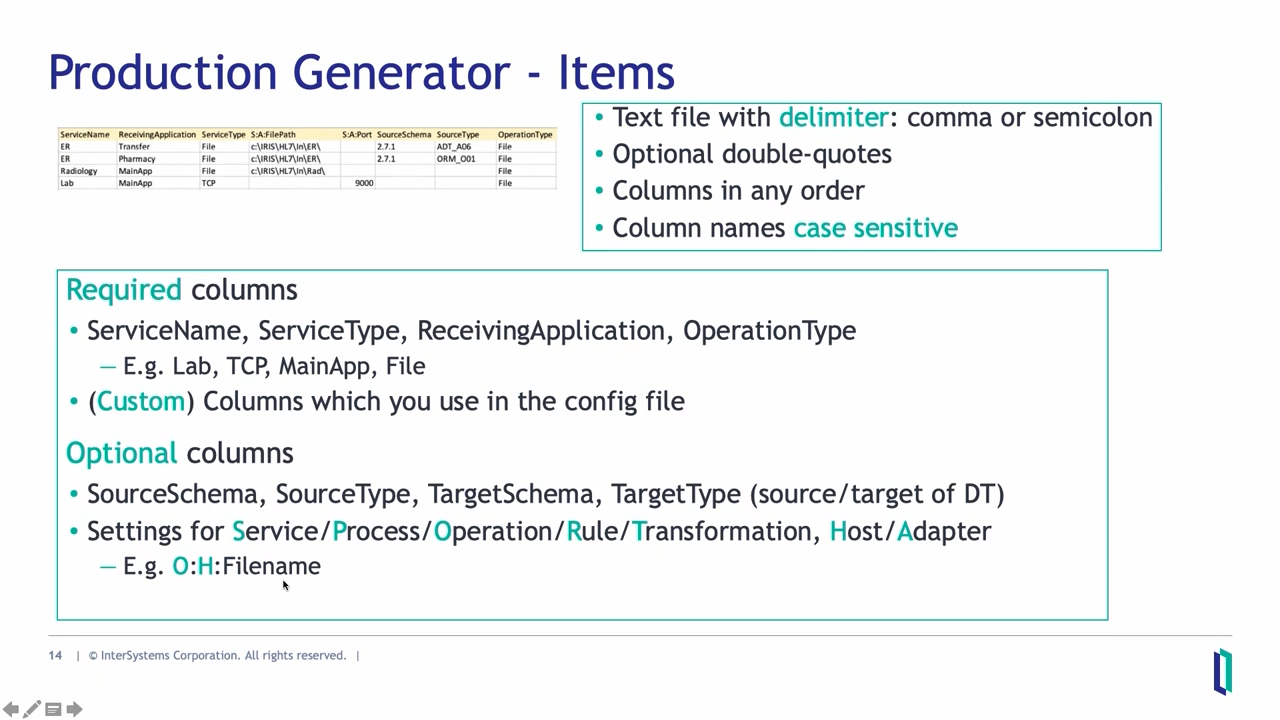 Production Generator - Items
ServiceName ReceivingApplication ServiceType S:A:FilePath S:A:Port SourceSchema SourceType OperationType
ER Transfer File c:\IRIS\HL7\In\ER\ 2.7.1 ADT_A06 File
ER Pharmacy File c:\IRIS\HL7\In\ER\ 2.7.1 ORM_O01 File
Radiology MainApp File c:\IRIS\HL7\In\Rad\ File
Lab MainApp TCP 9000 File
• Text file with delimiter: comma or semicolon
• Optional double-quotes
• Columns in any order
• Column names case sensitive
Required columns
• ServiceName, ServiceType, ReceivingApplication, OperationType
— E.g. Lab, TCP, MainApp, File
• (Custom) Columns which you use in the config file
Optional columns
• SourceSchema, SourceType, TargetSchema, TargetType (source/target of DT)
• Settings for Service/Process/Operation/Rule/Transformation, Host/Adapter
— E.g. O:H:Filename
14 | © InterSystems Corporation. All rights reserved. |